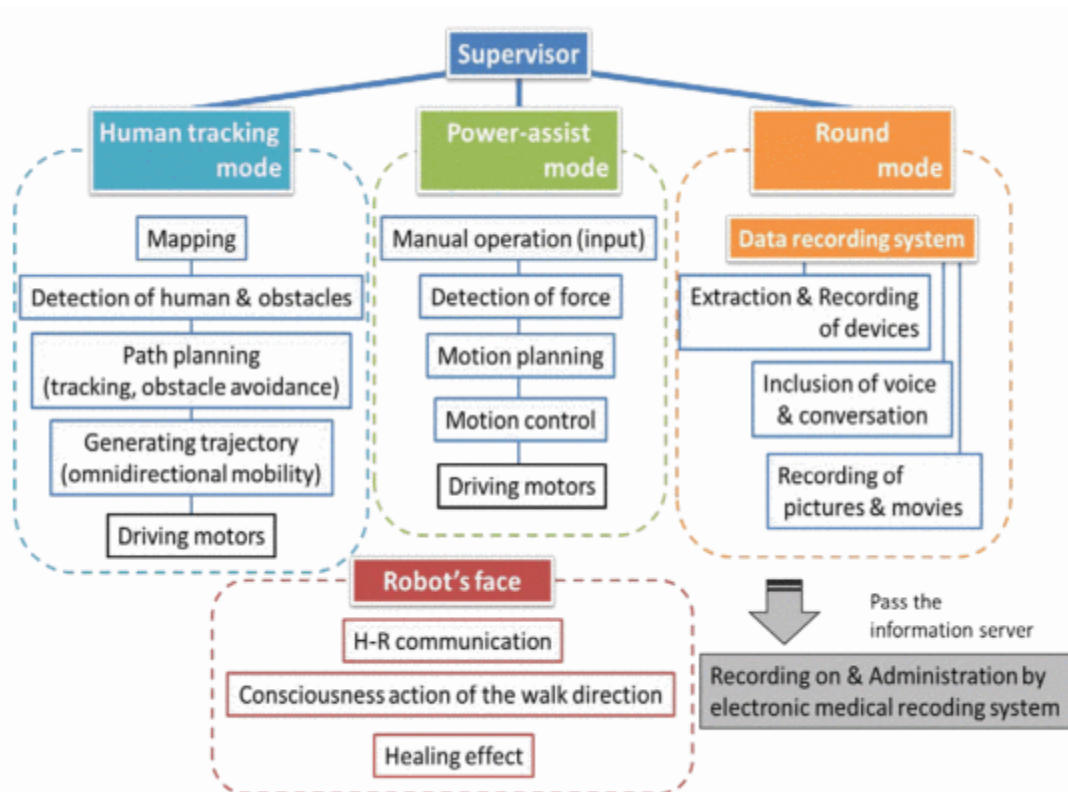 Supervisor
Human tracking
mode
Mapping
Detection of human & obstacles
Path planning
(tracking, obstacle avoidance)
Generating trajectory
(omnidirectional mobility)
Driving motors
Power-assist
mode
Manual operation (input)
Detection of force
Motion planning
Motion control
Driving motors
Round
mode
Data recording system
Extraction & Recording
of devices
Inclusion of voice
& conversation
Recording of
pictures & movies
Robot's face
H-R communication
Consciousness action of the walk direction
Healing effect
Pass the
information server
Recording on & Administration by
electronic medical recoding system